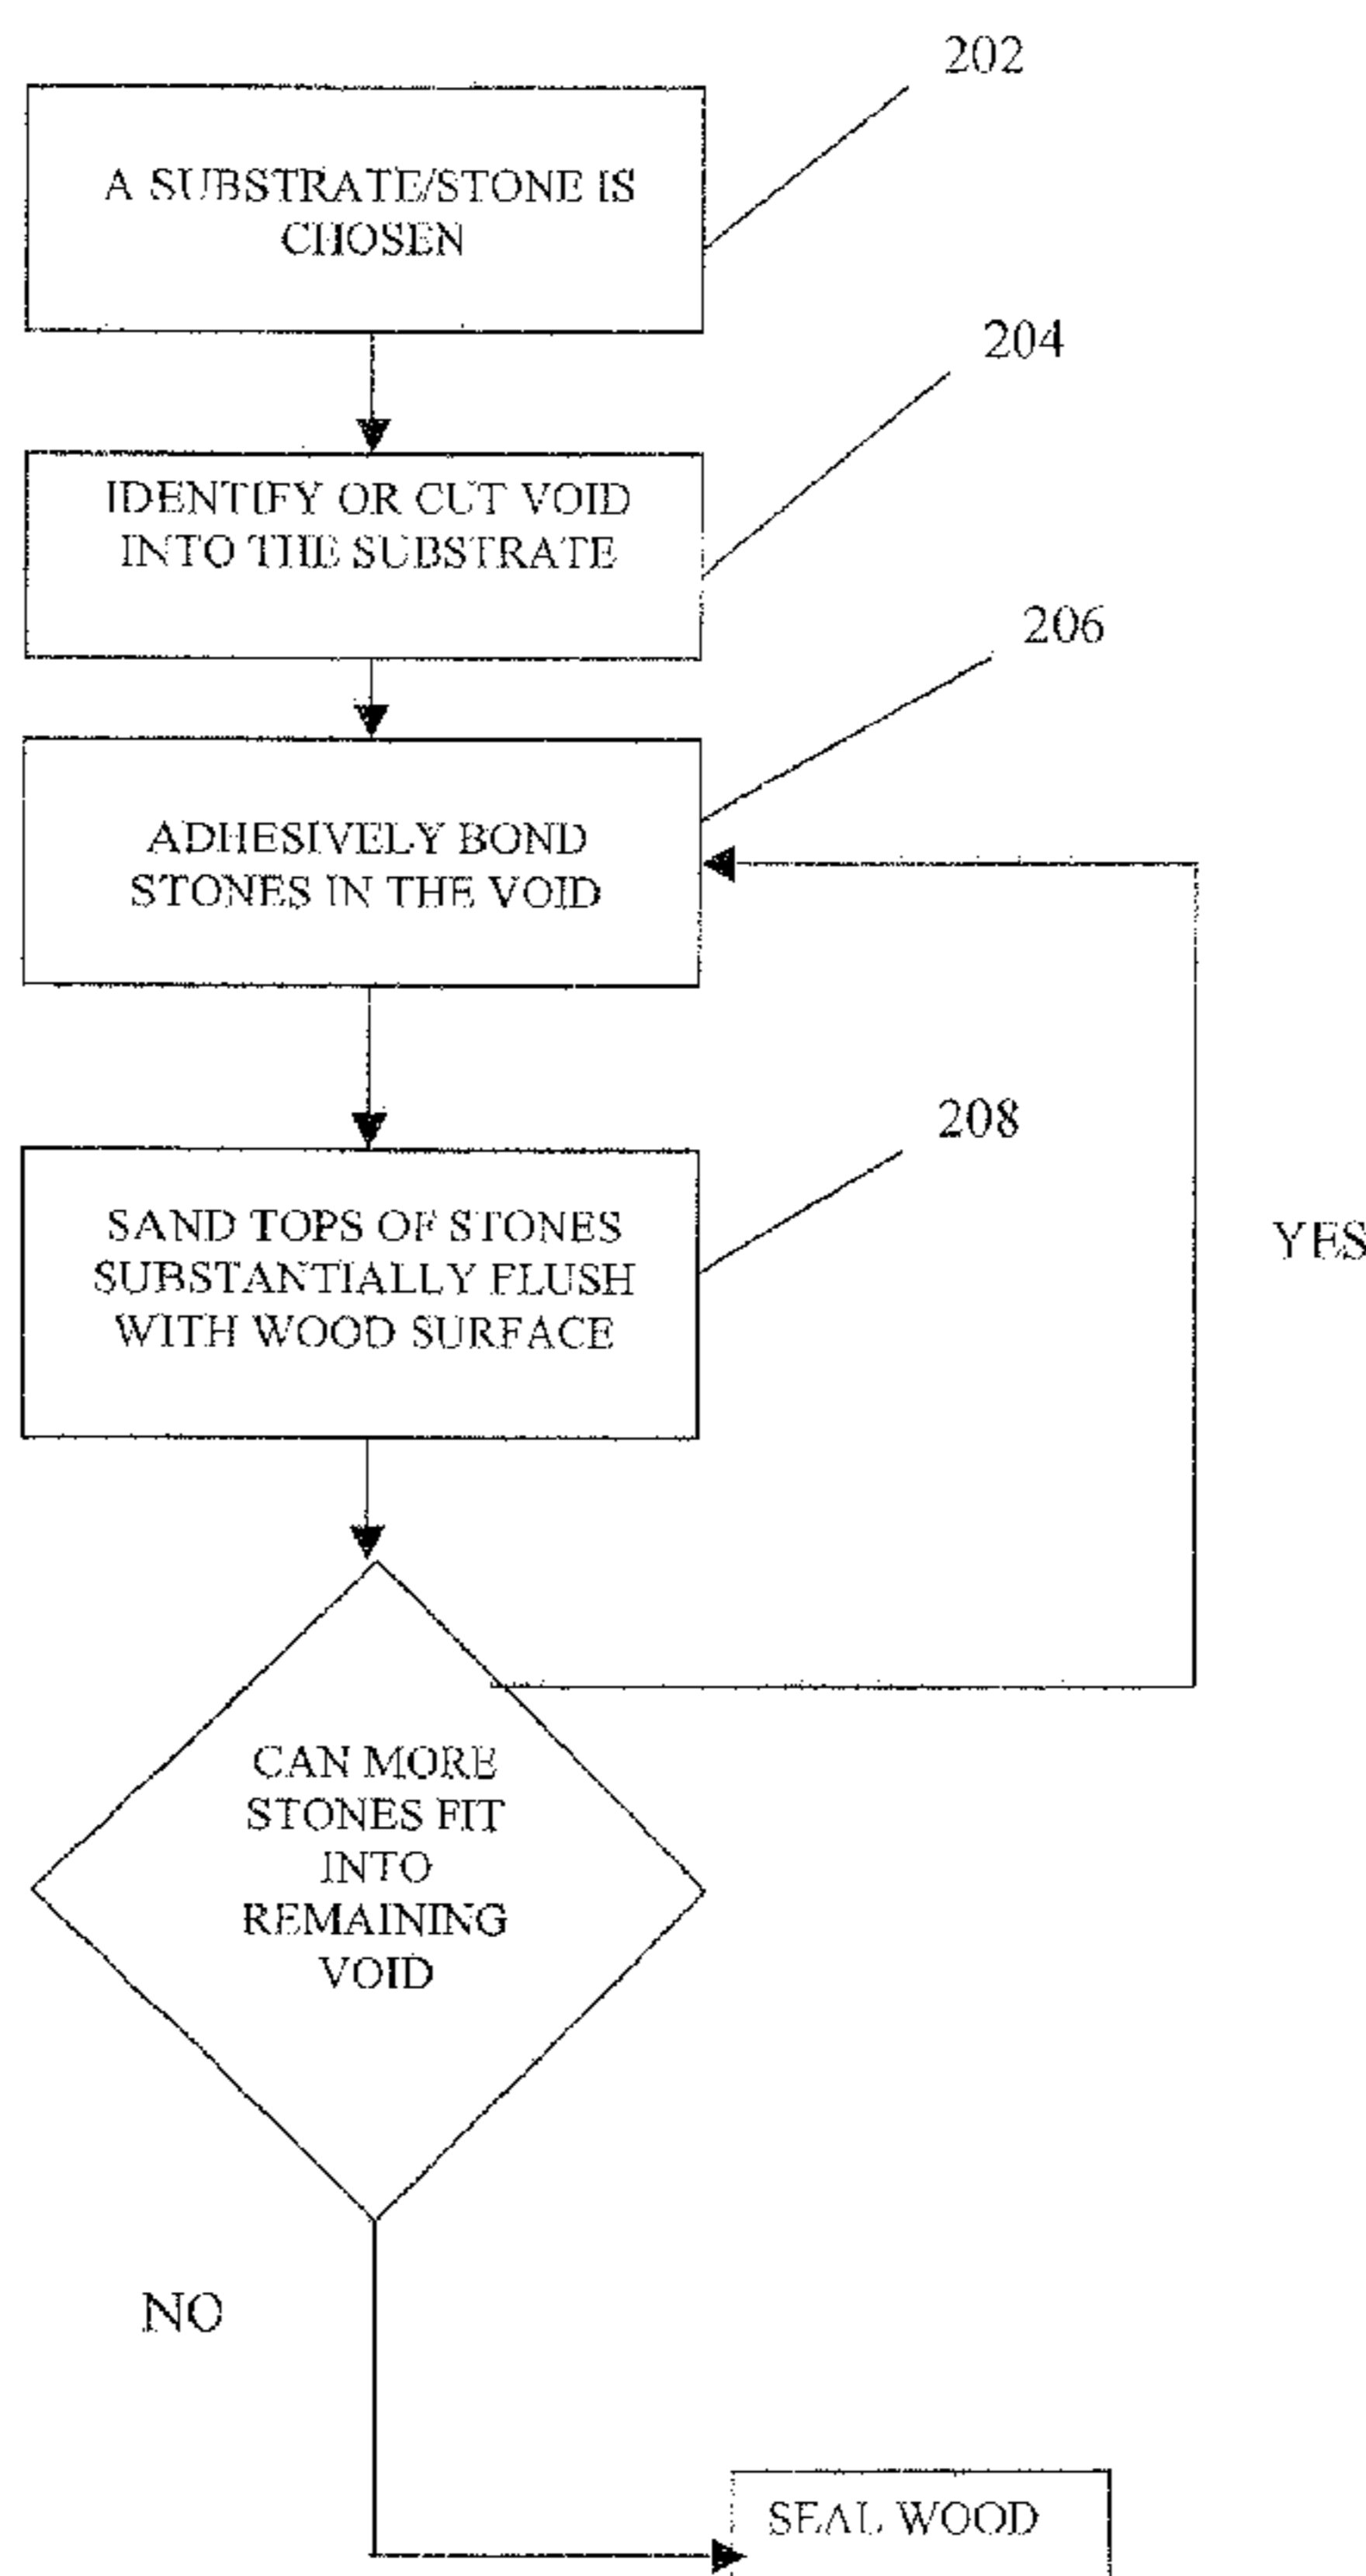 202
A SUBSTRATE/STONE IS
CHOSEN
204
IDENTIFY OR CUT VOID
INTO THE SUBSTRATE
206
ADHESIVELY BOND
STONES IN THE VOID
208
SAND TOPS OF STONES
SUBSTANTIALLY FLUSH
WITH WOOD SURFACE
YES
CAN MORE
STONES FIT
INTO
REMAINING
VOID
NO
SEAL WOOD